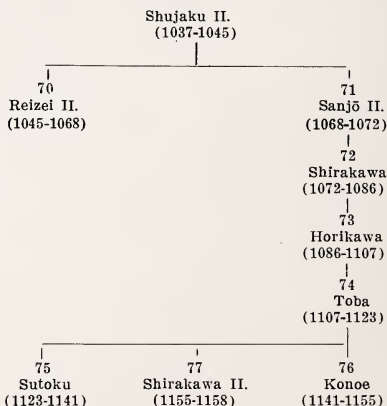 Shujaku II.
(1037-1045)
70 71
Reizei II. Sanjō II.
(1045-1068) (1068-1072)
72
Shirakawa
(1072-1086)
73
Horikawa
(1086-1107)
74
Toba
(1107-1123)
75 77 76
Sutoku Shirakawa II. Konoe
(1123-1141) (1155-1158) (1141-1155)